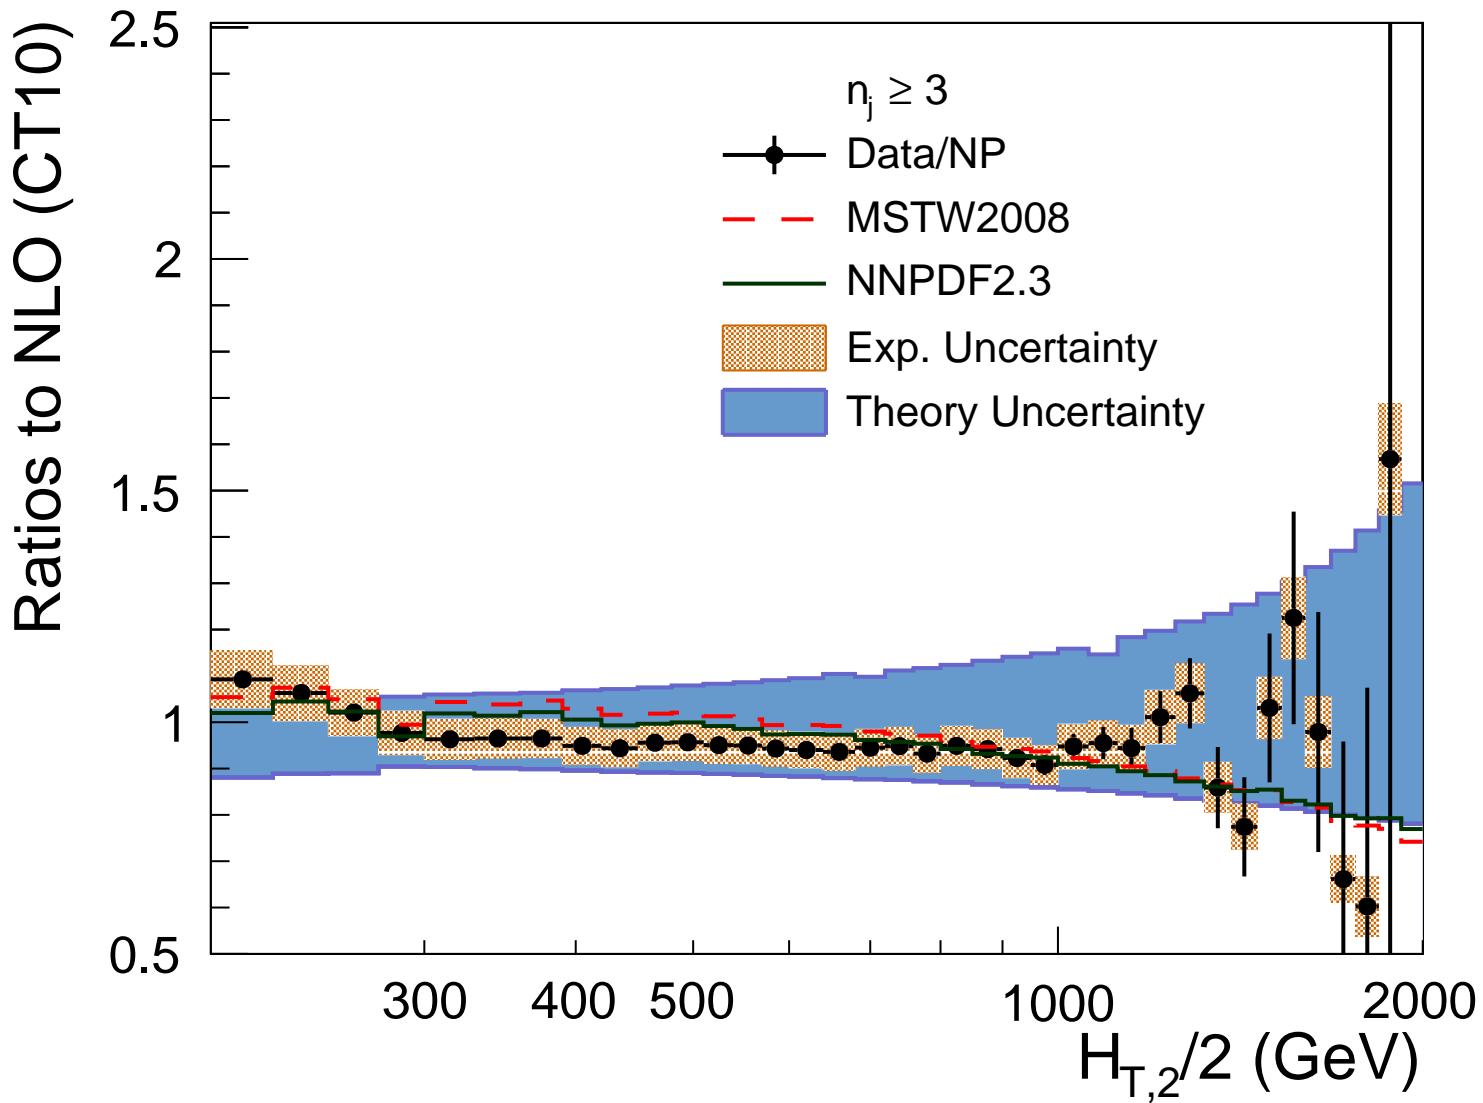 Ratios to NLO (CT10)
2.5
2
1.5
1
0.5
n_j ≥ 3
Data/NP
MSTW2008
NNPDF2.3
Exp. Uncertainty
Theory Uncertainty
300 400 500 1000 2000
H_T,2/2 (GeV)